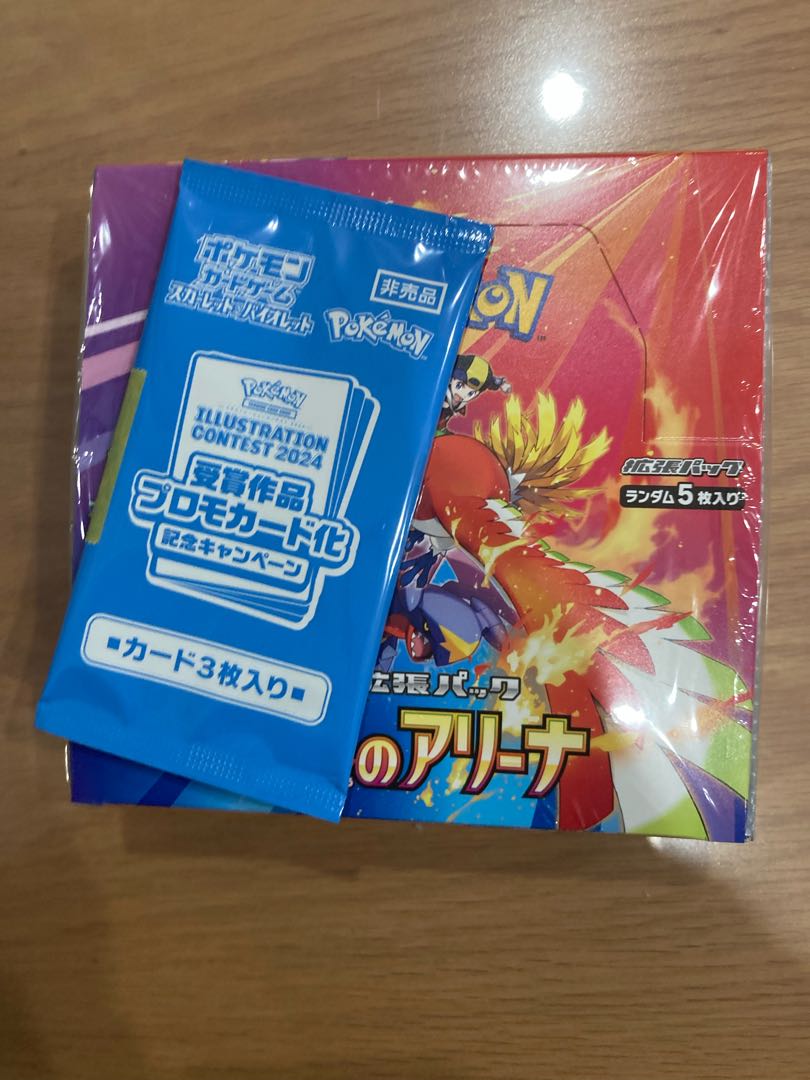 ポケモン
カードゲーム
スカーレット&バイオレット
非売品
POKÉMON
POKÉMON
ILLUSTRATION
CONTEST 2024
受賞作品
プロモカード化
記念キャンペーン
■カード3枚入り■
MON
拡張パック
ランダム5枚入り
拡張パック
のアリーナ